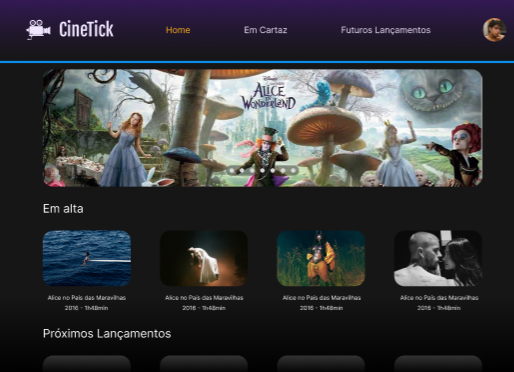 CineTick
Home
Em Cartaz
Futuros Lançamentos
Disney
ALICE
IN
WONDERLAND
Em alta
Alice no País das Maravilhas
2016 - 1h48min
Alice no País das Maravilhas
2016 - 1h48min
Alice no País das Maravilhas
2016 - 1h48min
Alice no País das Maravilhas
2016 - 1h48min
Próximos Lançamentos